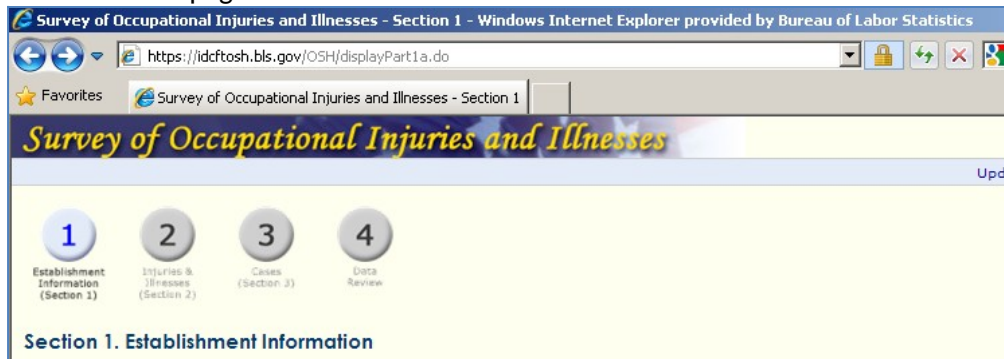 Survey of Occupational Injuries and Illnesses - Section 1 - Windows Internet Explorer provided by Bureau of Labor Statistics
https://idcftosh.bls.gov/OSH/displayPart1a.do
Favorites Survey of Occupational Injuries and Illnesses - Section 1
Survey of Occupational Injuries and Illnesses
Upd
1 2 3 4
Establishment Information (Section 1)
Injuries & Illnesses (Section 2)
Cases (Section 3)
Data Review
Section 1. Establishment Information